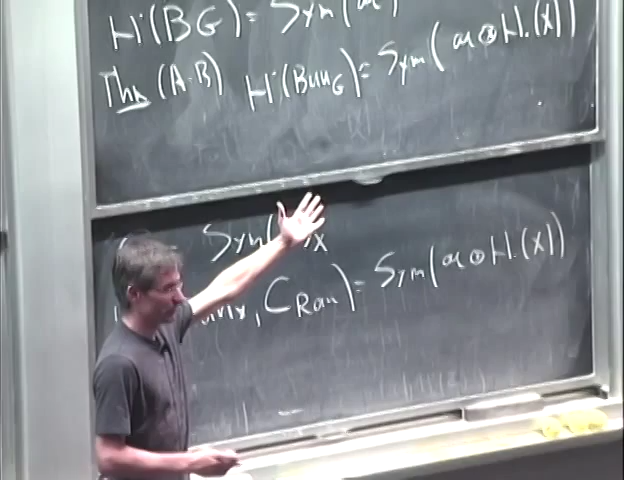 H·(BG) = Sym(
Thm (A-B) H·(Bun_G) = Sym(𝔞 ⊗ H.(X))
Sym( X
, C_Ran) = Sym(𝔞 ⊗ H.(X))